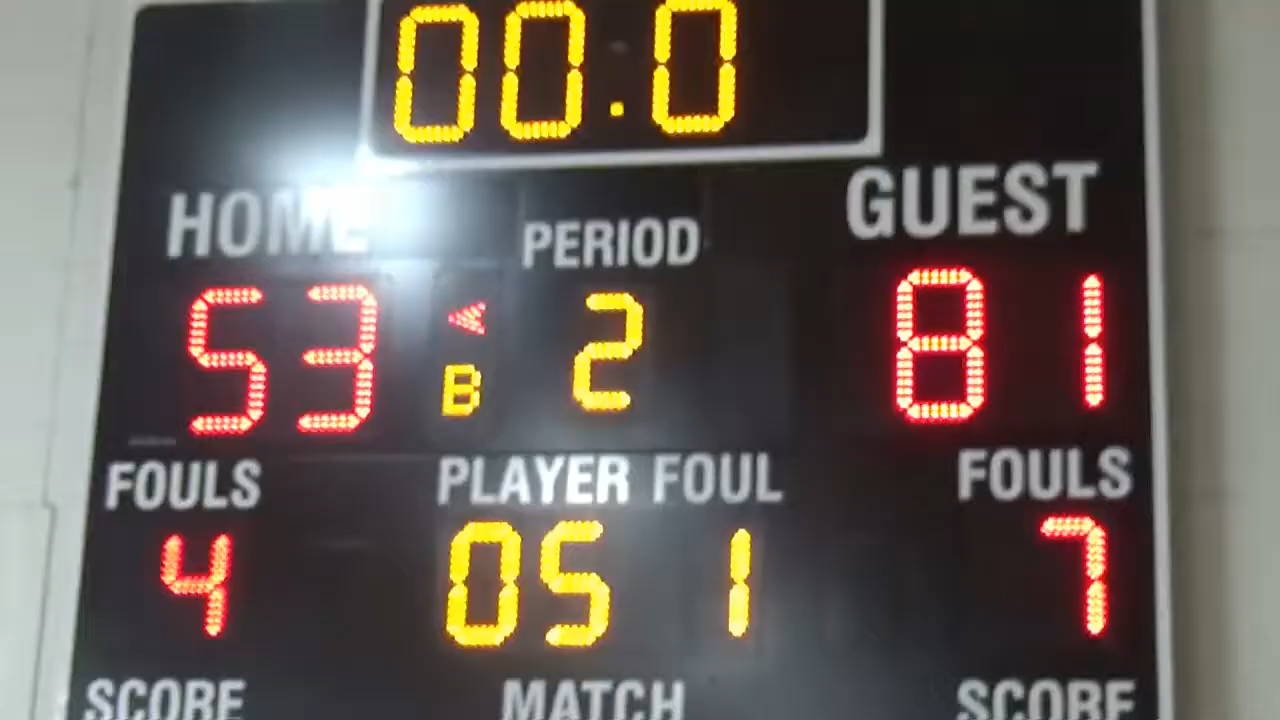 00.0
HOME PERIOD GUEST
53 B 2 81
FOULS PLAYER FOUL FOULS
4 05 1 7
SCORE MATCH SCORE